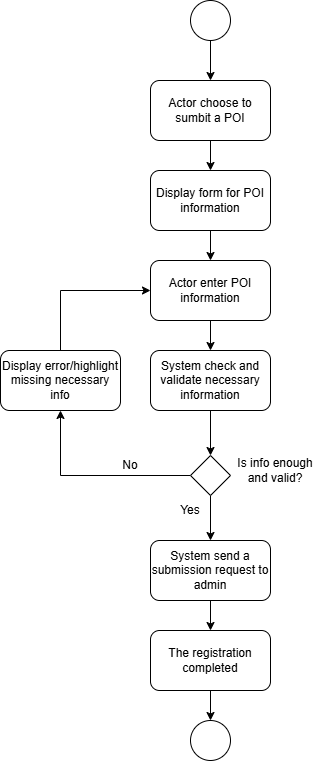 Actor choose to
sumbit a POI
Display form for POI
information
Actor enter POI
information
Display error/highlight
missing necessary
info
System check and
validate necessary
information
No
Is info enough
and valid?
Yes
System send a
submission request to
admin
The registration
completed